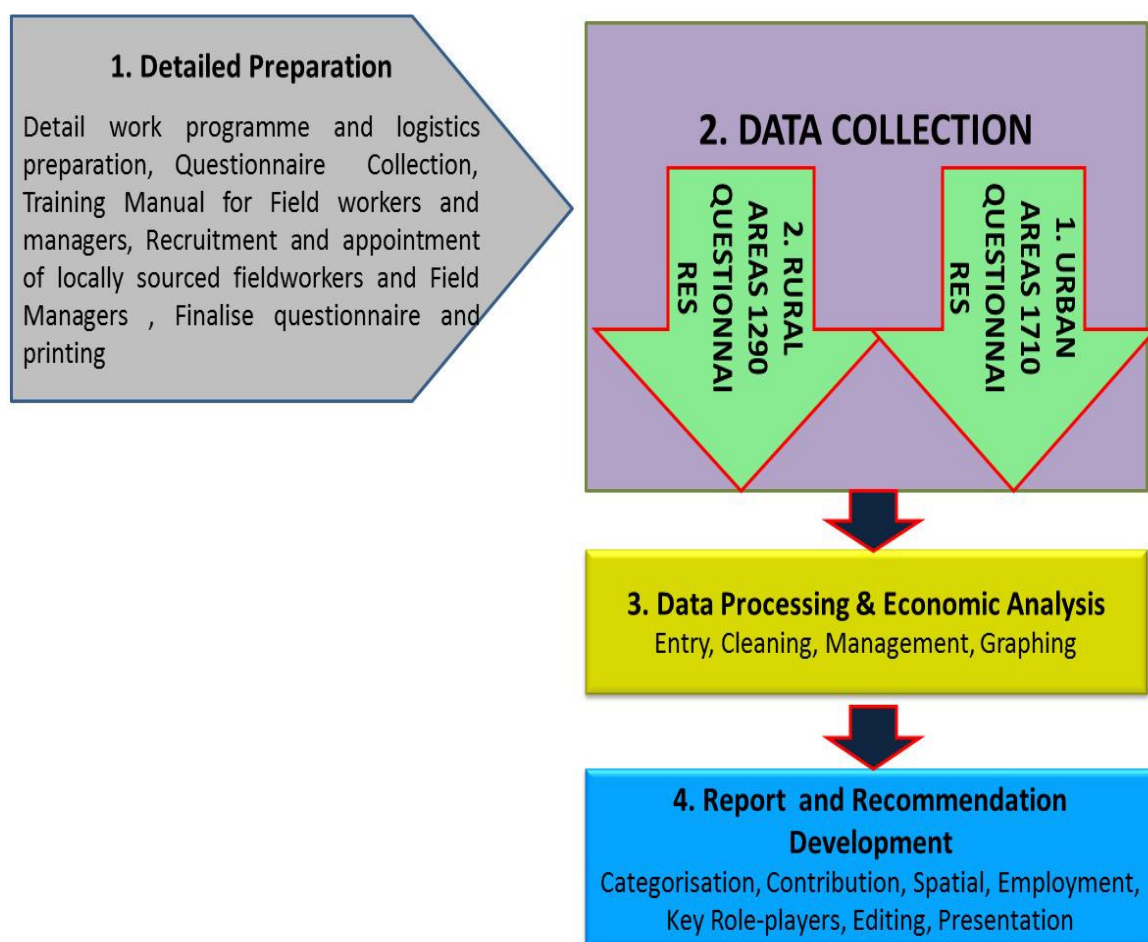 1. Detailed Preparation
Detail work programme and logistics
preparation, Questionnaire Collection,
Training Manual for Field workers and
managers, Recruitment and appointment
of locally sourced fieldworkers and Field
Managers , Finalise questionnaire and
printing
2. DATA COLLECTION
2. RURAL
AREAS 1290
QUESTIONNAI
RES
1. URBAN
AREAS 1710
QUESTIONNAI
RES
3. Data Processing & Economic Analysis
Entry, Cleaning, Management, Graphing
4. Report and Recommendation
Development
Categorisation, Contribution, Spatial, Employment,
Key Role-players, Editing, Presentation